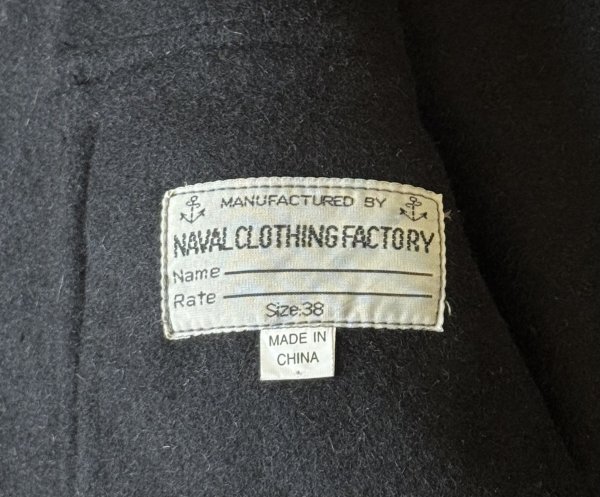 MANUFACTURED BY
NAVAL CLOTHING FACTORY
Name
Rate
Size:38
MADE IN
CHINA